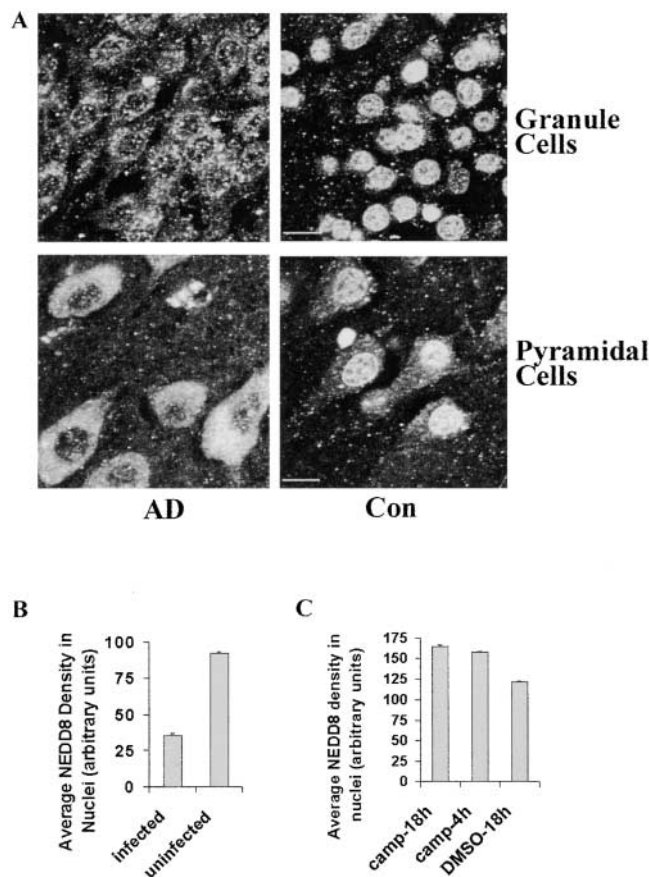 A
Granule
Cells
Pyramidal
Cells
AD
Con
B
Average NEDD8 Density in
Nuclei (arbitrary units)
100
75
50
25
0
infected
uninfected
C
Average NEDD8 density in
nuclei (arbitrary units)
175
150
125
100
75
50
25
0
camp-18h
camp-4h
DMSO-18h